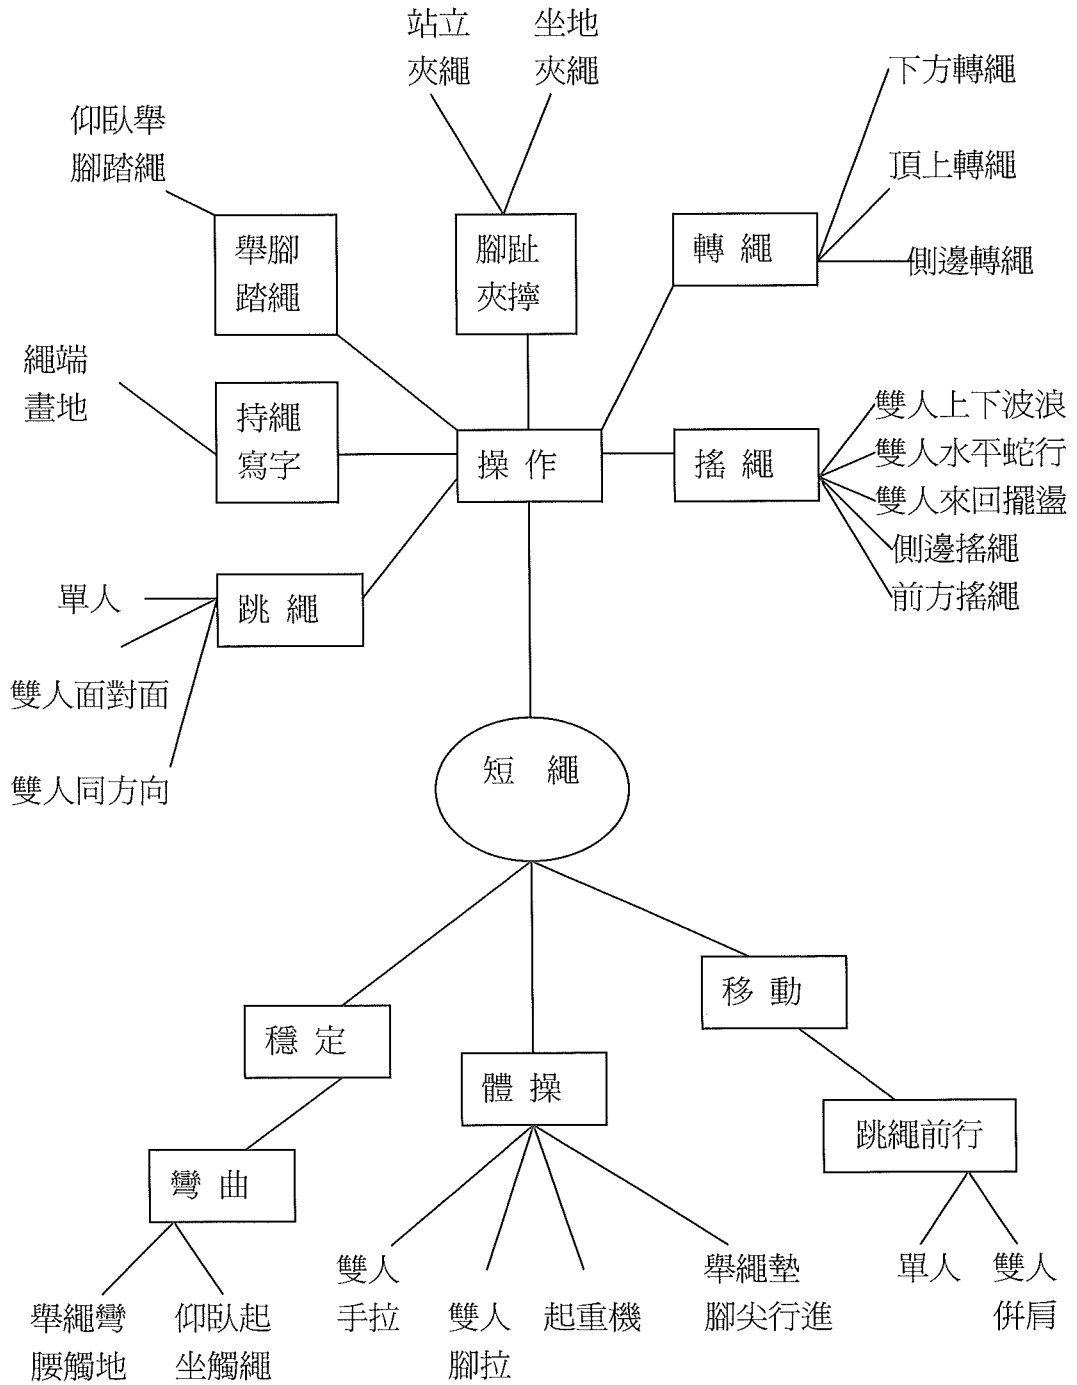 站立
夾繩
坐地
夾繩
下方轉繩
仰臥舉
腳踏繩
頂上轉繩
舉腳
踏繩
腳趾
夾擰
轉 繩
側邊轉繩
繩端
畫地
持繩
寫字
操 作
搖 繩
雙人上下波浪
雙人水平蛇行
雙人來回擺盪
側邊搖繩
前方搖繩
單人
跳 繩
雙人面對面
雙人同方向
短 繩
移 動
穩 定
體 操
跳繩前行
彎 曲
雙人
手拉
雙人
腳拉
起重機
舉繩墊
腳尖行進
單人
雙人
併肩
舉繩彎
腰觸地
仰臥起
坐觸繩